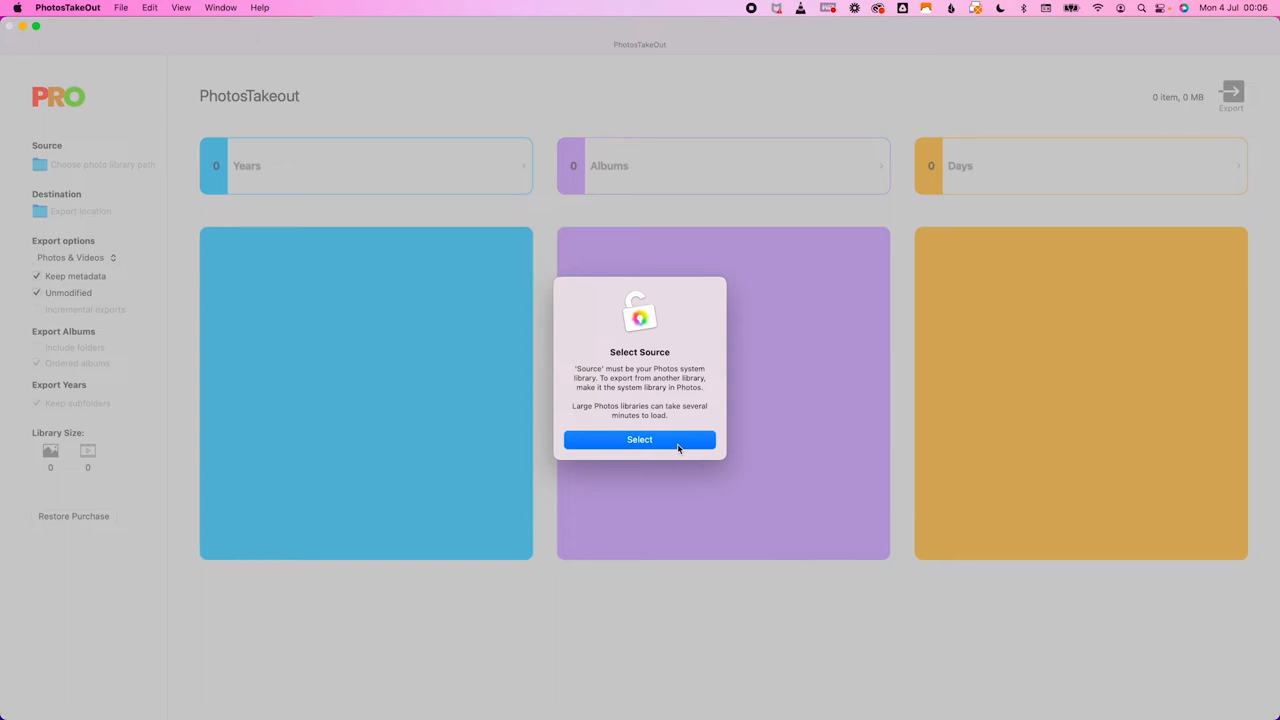 PhotosTakeOut File Edit View Window Help Mon 4 Jul 00:06
PhotosTakeOut
PRO
PhotosTakeout
0 item, 0 MB
Export
Source
Choose photo library path
Destination
Export location
Export options
Photos & Videos
Keep metadata
Unmodified
Incremental exports
Export Albums
Include folders
Ordered albums
Export Years
Keep subfolders
Library Size:
0 0
Restore Purchase
0 Years
0 Albums
0 Days
Select Source
'Source' must be your Photos system
library. To export from another library,
make it the system library in Photos.
Large Photos libraries can take several
minutes to load.
Select